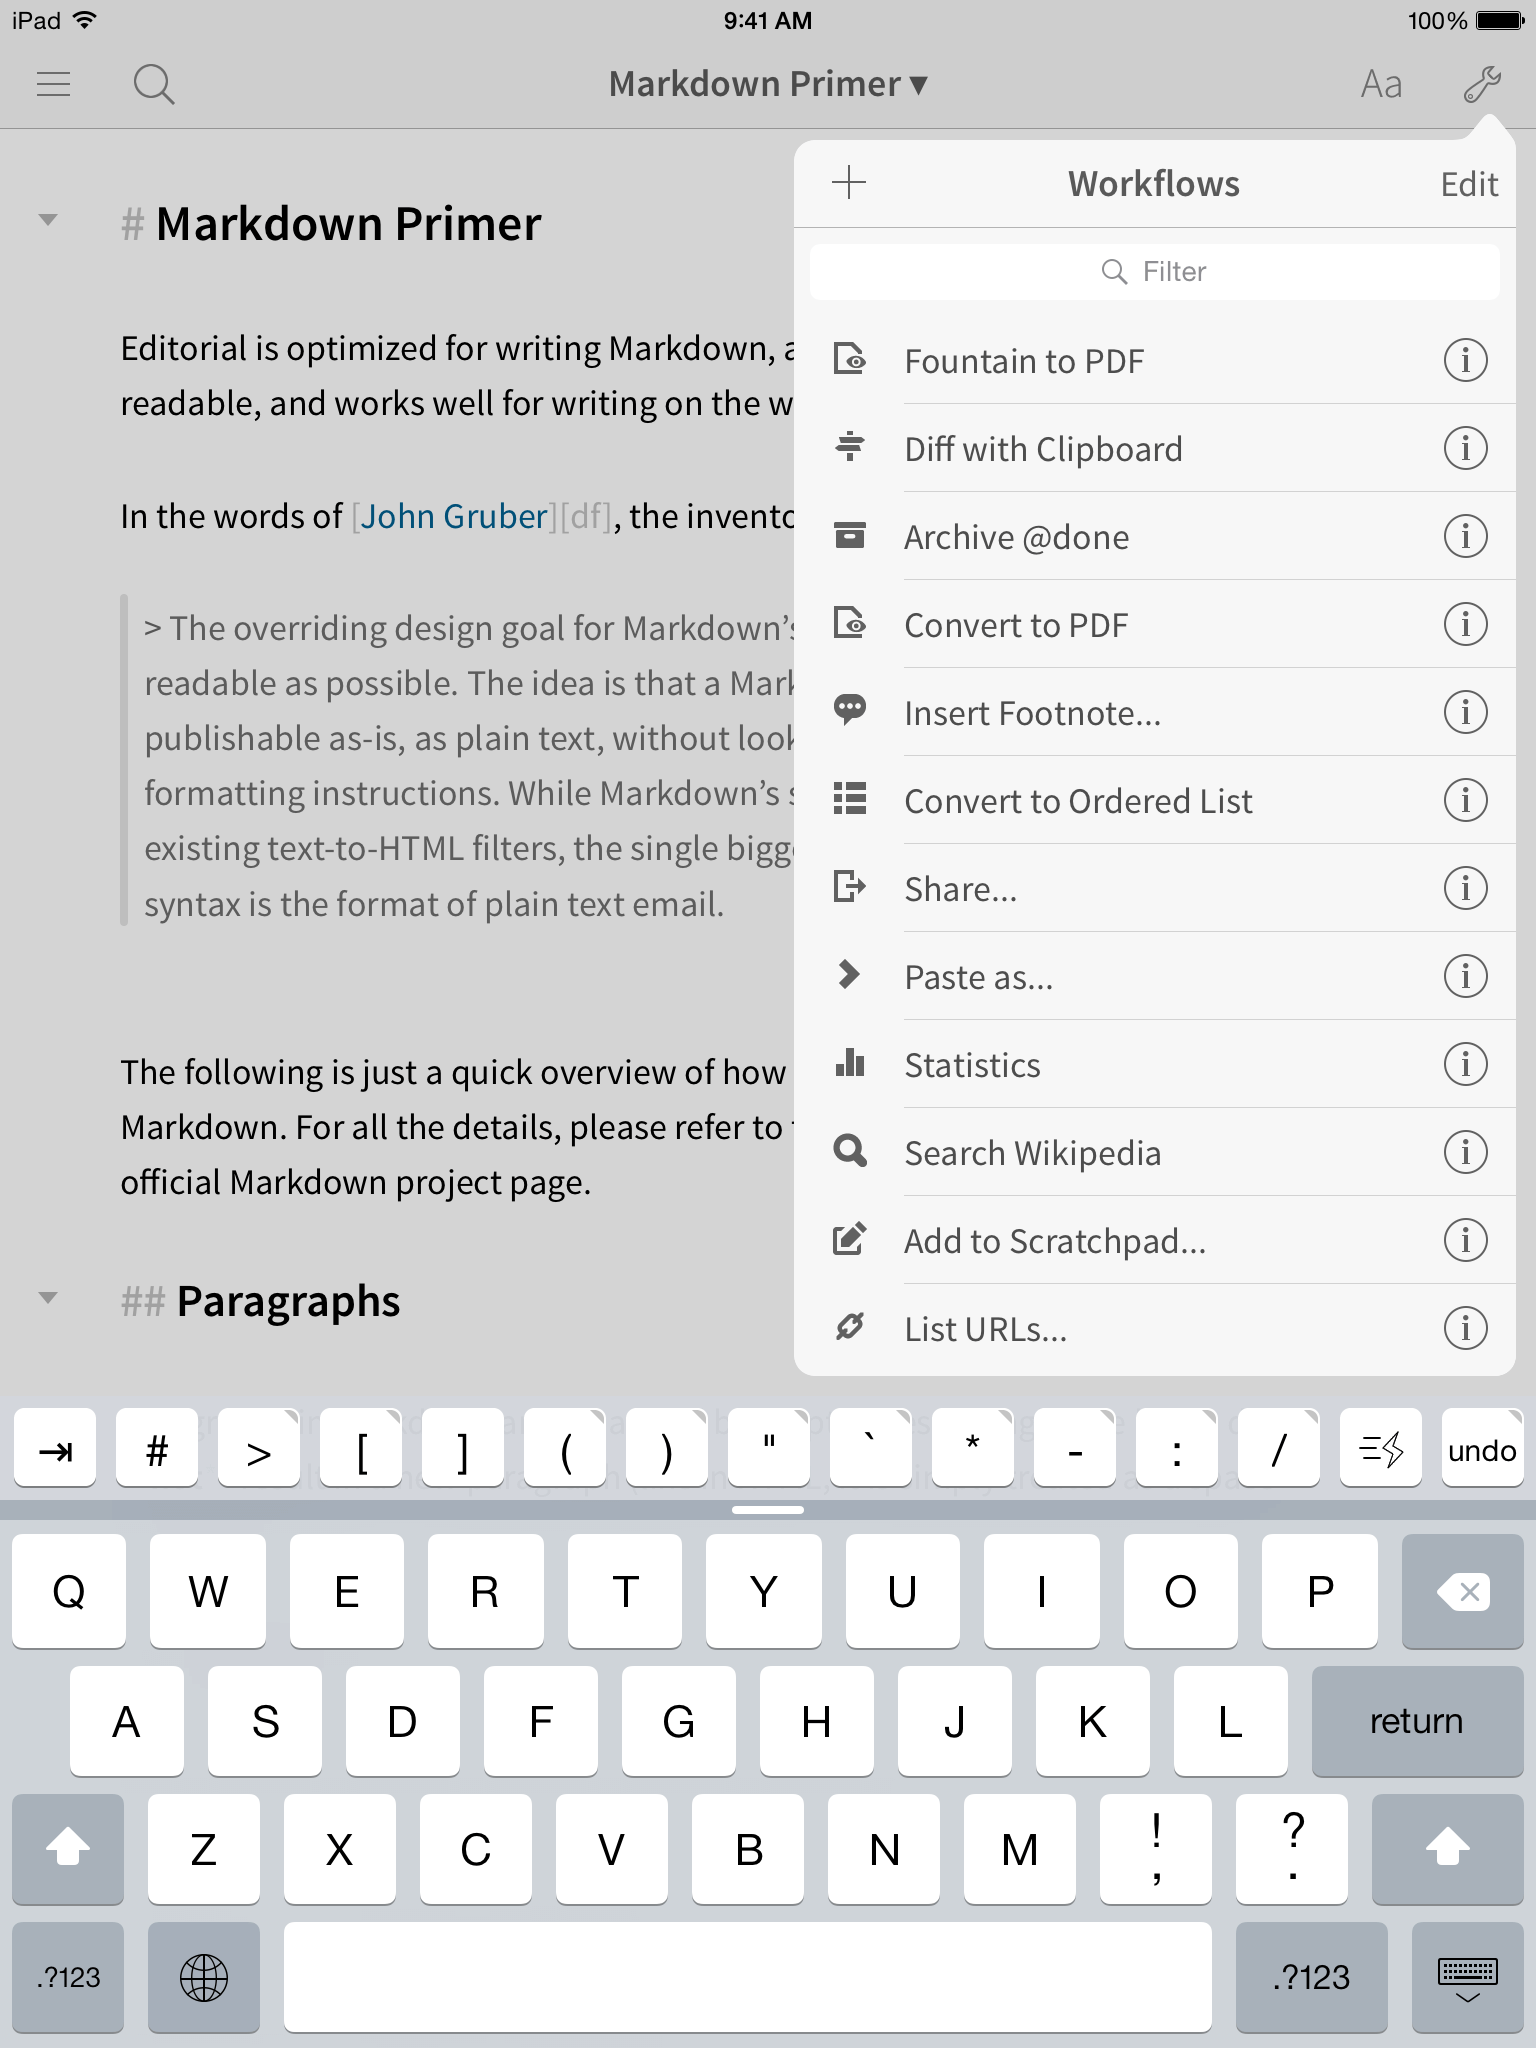 iPad 9:41 AM 100%
Markdown Primer ▾ Aa
# Markdown Primer
Editorial is optimized for writing Markdown, a
readable, and works well for writing on the w
In the words of [John Gruber][df], the invento
> The overriding design goal for Markdown's
readable as possible. The idea is that a Mark
publishable as-is, as plain text, without look
formatting instructions. While Markdown's s
existing text-to-HTML filters, the single bigge
syntax is the format of plain text email.
The following is just a quick overview of how
Markdown. For all the details, please refer to
official Markdown project page.
## Paragraphs
Workflows Edit
Filter
Fountain to PDF
Diff with Clipboard
Archive @done
Convert to PDF
Insert Footnote...
Convert to Ordered List
Share...
Paste as...
Statistics
Search Wikipedia
Add to Scratchpad...
List URLs...
# > [ ] ( ) " ` * - : / undo
Q W E R T Y U I O P
A S D F G H J K L return
Z X C V B N M ! , ? .
.?123 .?123